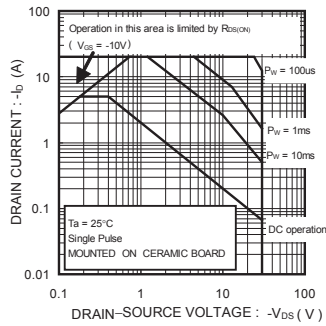 100
Operation in this area is limited by RDS(ON)
( VGS = -10V)
PW = 100us
10
PW = 1ms
PW = 10ms
1
0.1
DC operation
Ta = 25°C
Single Pulse
MOUNTED ON CERAMIC BOARD
0.01
0.1 1 10 100
DRAIN CURRENT : -ID (A)
DRAIN–SOURCE VOLTAGE : -VDS ( V )